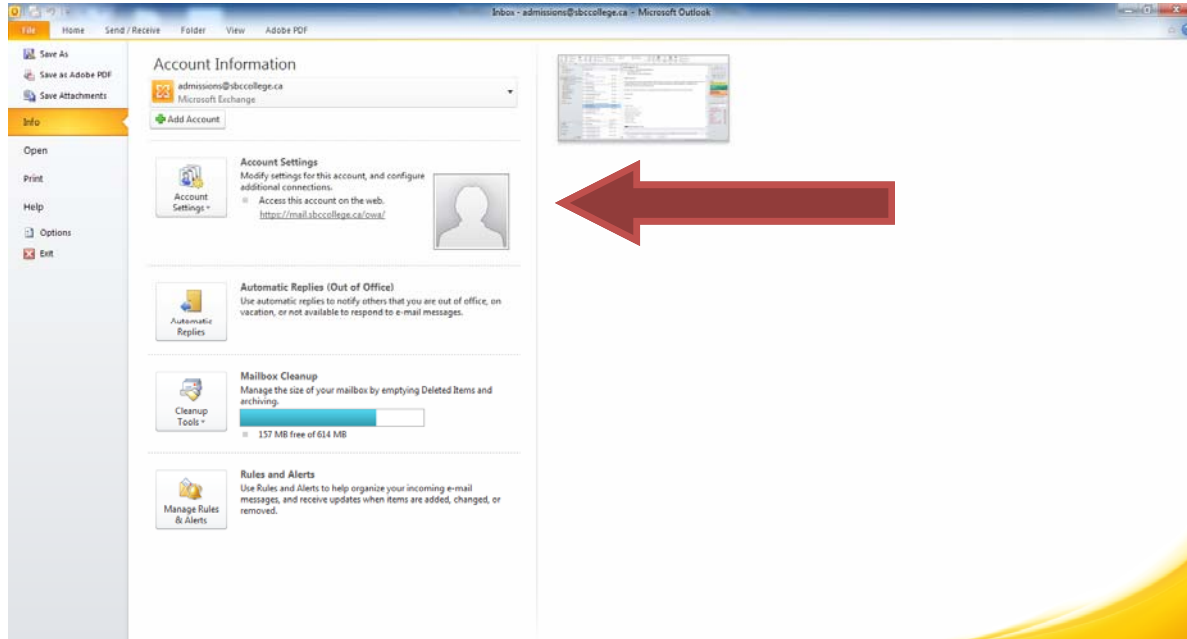 Inbox - admissions@sbccollege.ca - Microsoft Outlook
File Home Send / Receive Folder View Adobe PDF
Save As
Save as Adobe PDF
Save Attachments
Info
Open
Print
Help
Options
Exit
Account Information
admissions@sbccollege.ca
Microsoft Exchange
Add Account
Account Settings
Account Settings
Modify settings for this account, and configure
additional connections.
Access this account on the web.
https://mail.sbccollege.ca/owa/
Automatic
Replies
Automatic Replies (Out of Office)
Use automatic replies to notify others that you are out of office, on
vacation, or not available to respond to e-mail messages.
Cleanup
Tools
Mailbox Cleanup
Manage the size of your mailbox by emptying Deleted Items and
archiving.
157 MB free of 614 MB
Manage Rules
& Alerts
Rules and Alerts
Use Rules and Alerts to help organize your incoming e-mail
messages, and receive updates when items are added, changed, or
removed.